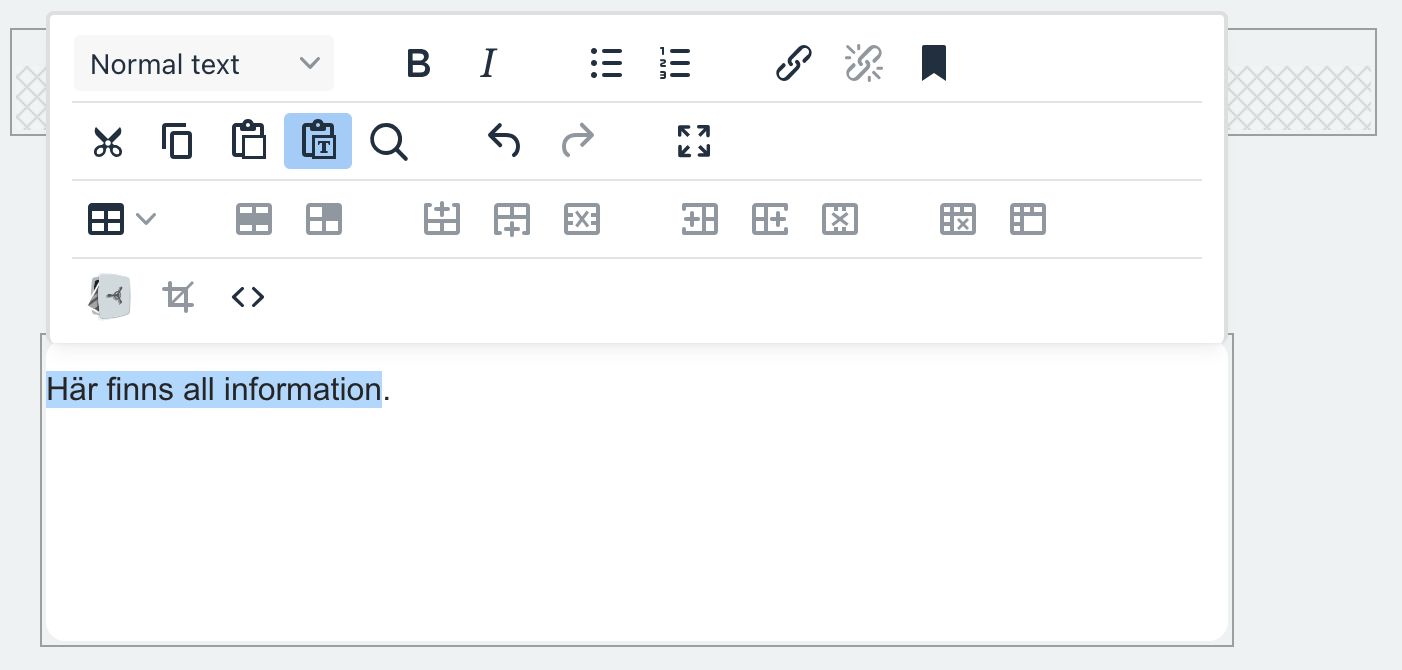 Normal text
B I
Här finns all information.